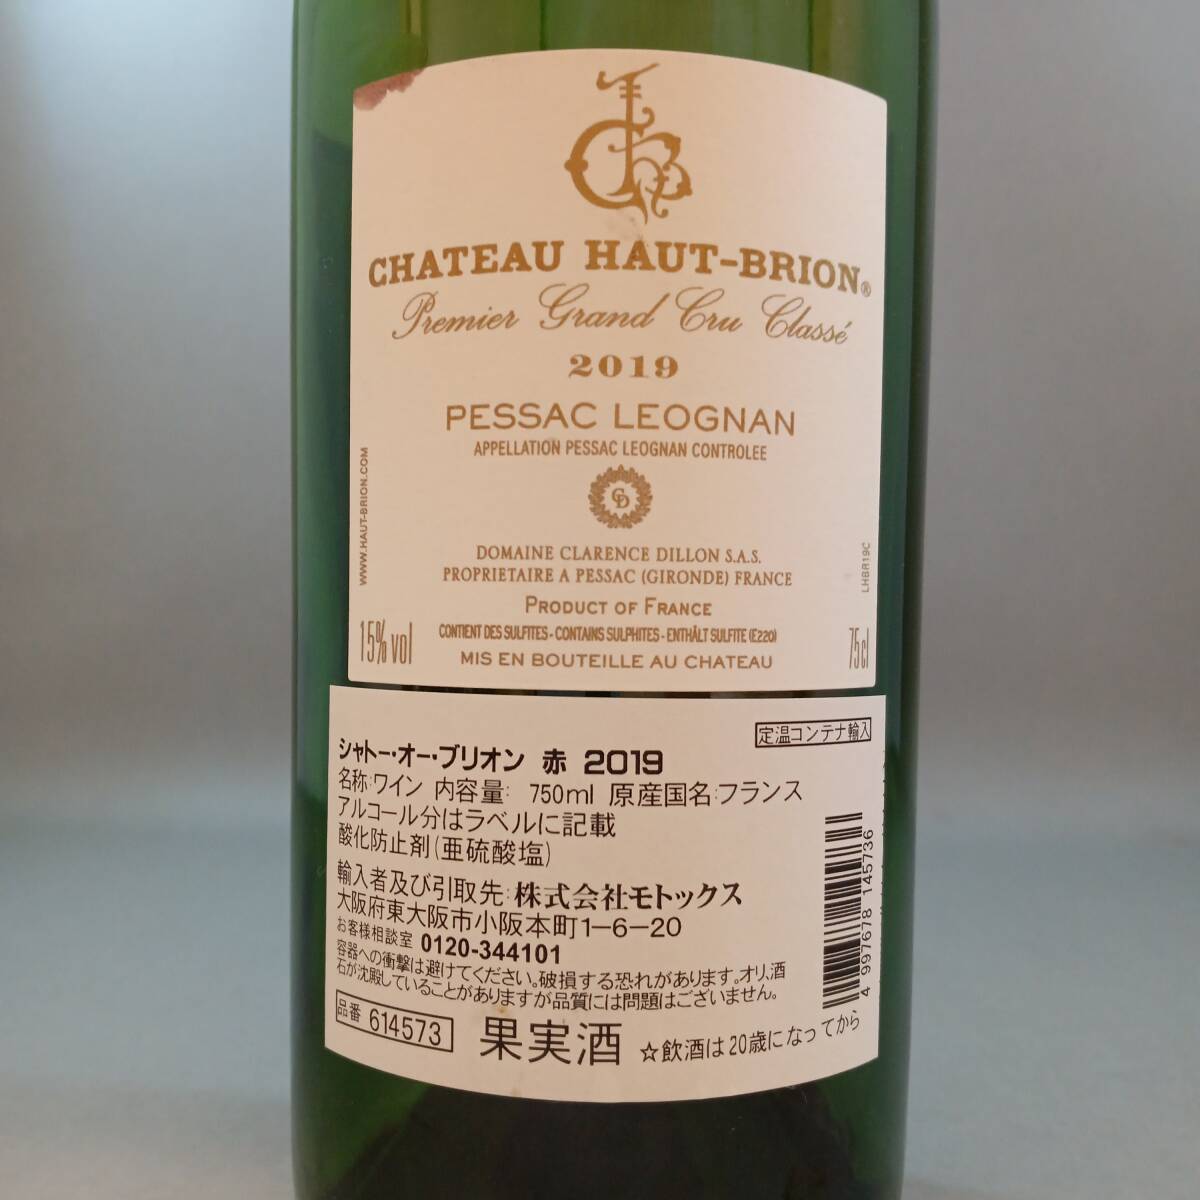 CHATEAU HAUT-BRION®
Premier Grand Cru Classé
2019
PESSAC LEOGNAN
APPELLATION PESSAC LEOGNAN CONTROLEE
CD
DOMAINE CLARENCE DILLON S.A.S.
PROPRIETAIRE A PESSAC (GIRONDE) FRANCE
PRODUCT OF FRANCE
CONTIENT DES SULFITES - CONTAINS SULPHITES - ENTHÄLT SULFITE (E220)
MIS EN BOUTEILLE AU CHATEAU
15% vol
75cl
WWW.HAUT-BRION.COM
LHBR19C
定温コンテナ輸入
シャトー・オー・ブリオン 赤 2019
名称:ワイン 内容量: 750ml 原産国名:フランス
アルコール分はラベルに記載
酸化防止剤(亜硫酸塩)
輸入者及び引取先:株式会社モトックス
大阪府東大阪市小阪本町1-6-20
お客様相談室 0120-344101
容器への衝撃は避けてください。破損する恐れがあります。オリ、酒
石が沈殿していることがありますが品質には問題はございません。
品番 614573
果実酒 ☆飲酒は20歳になってから
4 997678 145736